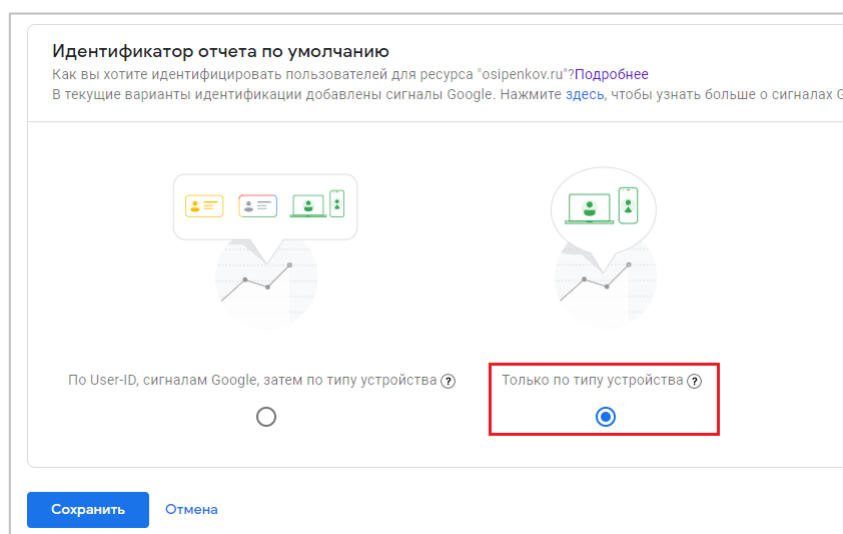 Идентификатор отчета по умолчанию
Как вы хотите идентифицировать пользователей для ресурса "osipenkov.ru"?Подробнее
В текущие варианты идентификации добавлены сигналы Google. Нажмите здесь, чтобы узнать больше о сигналах G
По User-ID, сигналам Google, затем по типу устройства ?
Только по типу устройства ?
Сохранить
Отмена